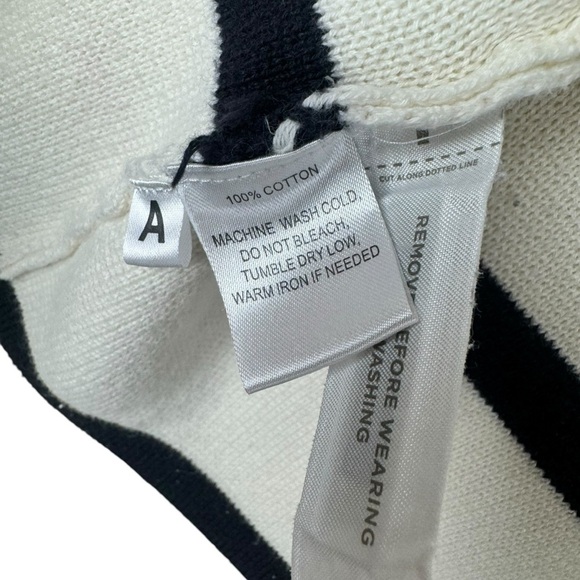 A
100% COTTON
MACHINE WASH COLD,
DO NOT BLEACH,
TUMBLE DRY LOW,
WARM IRON IF NEEDED
CUT ALONG DOTTED LINE
REMOVE BEFORE WEARING
WASHING